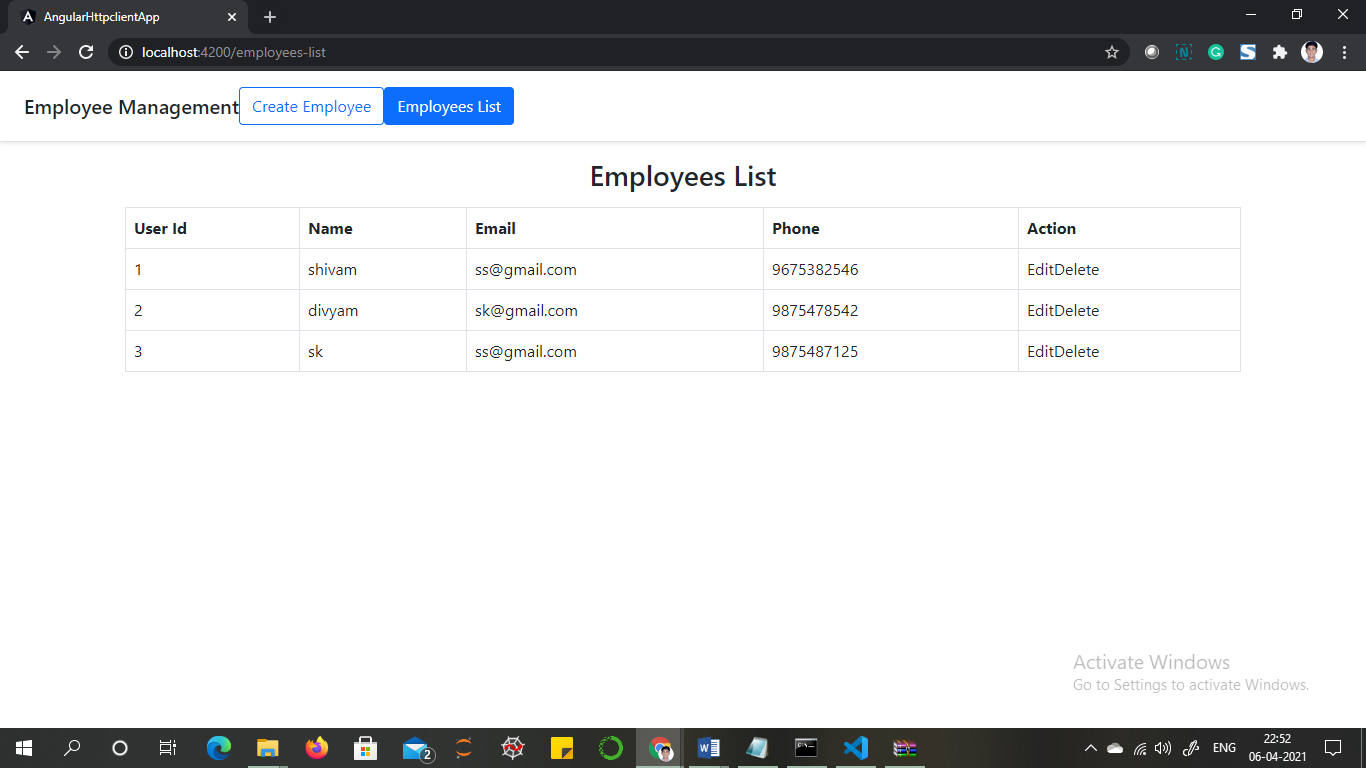 AngularHttpclientApp
localhost:4200/employees-list
Employee Management Create Employee Employees List
Employees List
User Id Name Email Phone Action
1 shivam ss@gmail.com 9675382546 EditDelete
2 divyam sk@gmail.com 9875478542 EditDelete
3 sk ss@gmail.com 9875487125 EditDelete
Activate Windows
Go to Settings to activate Windows.
2 ENG 22:52
06-04-2021